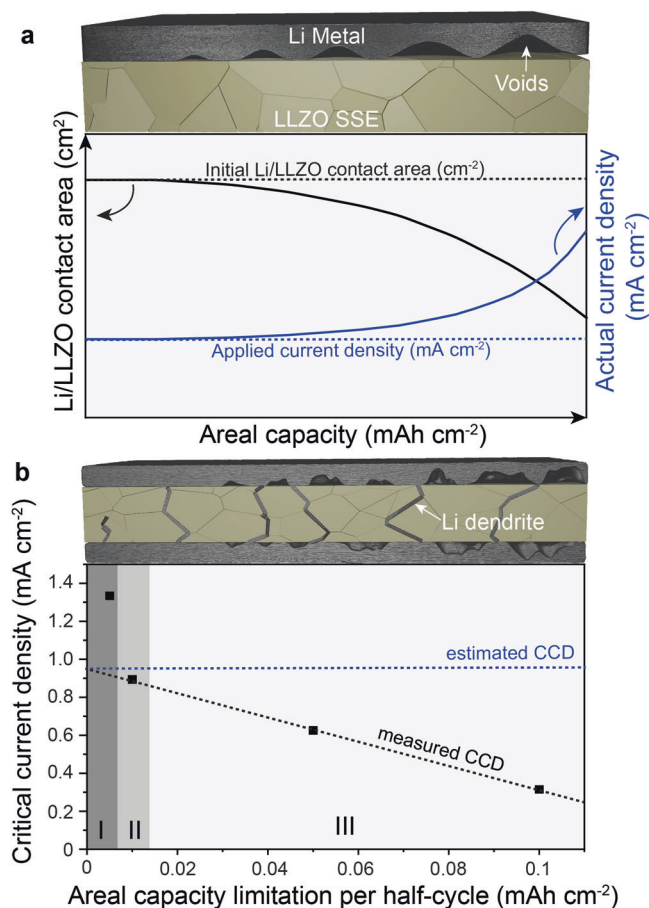 a
Li Metal
Voids
LLZO SSE
Li/LLZO contact area (cm²)
Initial Li/LLZO contact area (cm⁻²)
Applied current density (mA cm⁻²)
Actual current density
(mA cm⁻²)
Areal capacity (mAh cm⁻²)
b
Li dendrite
Critical current density (mA cm⁻²)
1.4
1.0
0.8
0.6
0.4
0.2
0
estimated CCD
measured CCD
I II III
0 0.02 0.04 0.06 0.08 0.1
Areal capacity limitation per half-cycle (mAh cm⁻²)